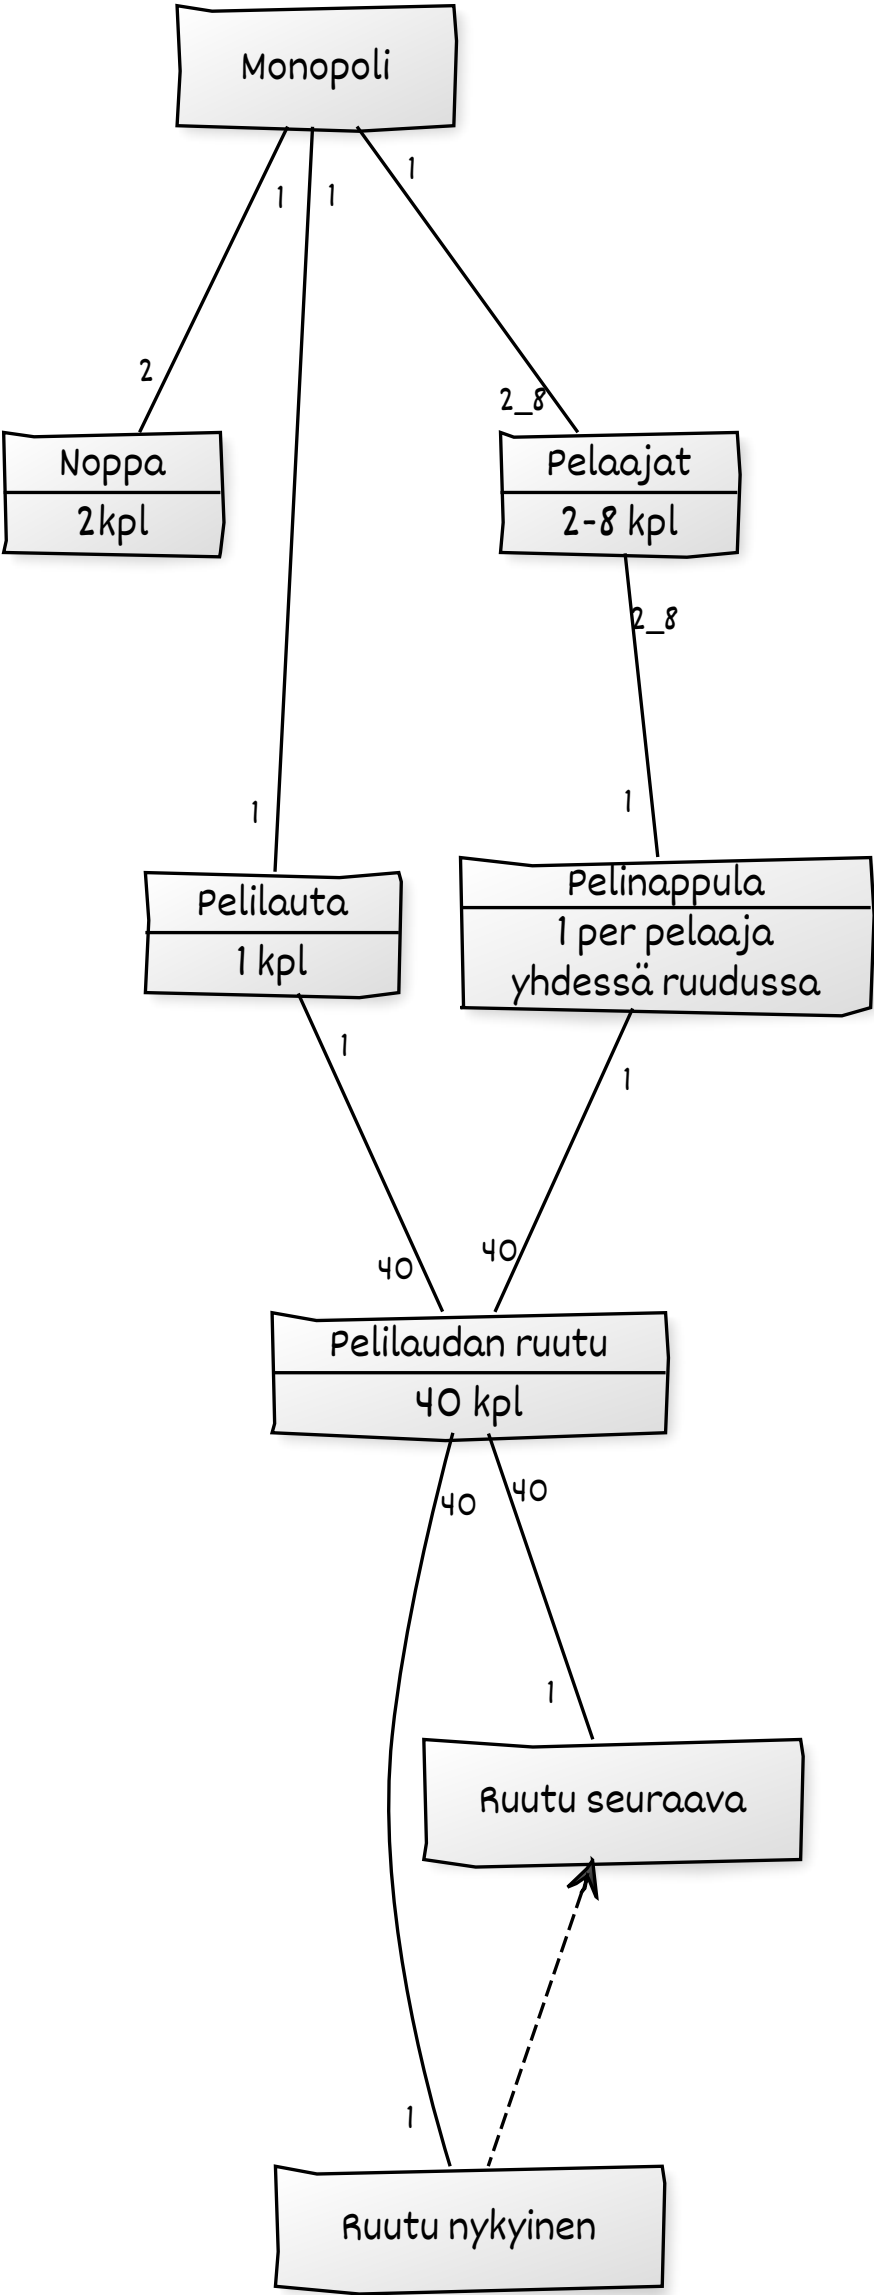 Monopoli
1
1
1
2
2_8
Noppa
2kpl
Pelaajat
2-8 kpl
2_8
1
1
Pelilauta
1 kpl
Pelinappula
1 per pelaaja
yhdessä ruudussa
1
1
40
40
Pelilaudan ruutu
40 kpl
40
40
1
Ruutu seuraava
1
Ruutu nykyinen